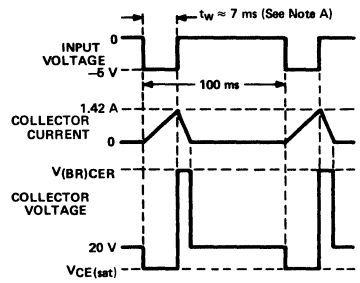 tw ≈ 7 ms (See Note A)
0
INPUT
VOLTAGE
–5 V
100 ms
1.42 A
COLLECTOR
CURRENT
0
V(BR)CER
COLLECTOR
VOLTAGE
20 V
VCE(sat)